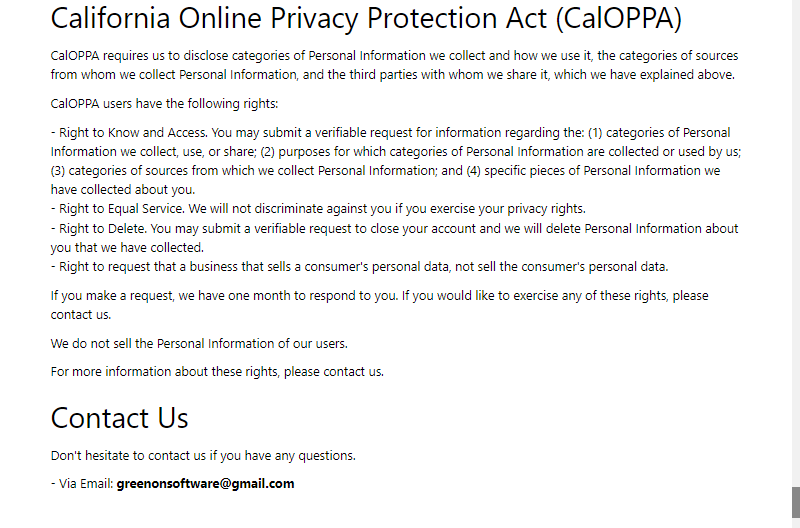 California Online Privacy Protection Act (CalOPPA)
CalOPPA requires us to disclose categories of Personal Information we collect and how we use it, the categories of sources
from whom we collect Personal Information, and the third parties with whom we share it, which we have explained above.
CalOPPA users have the following rights:
- Right to Know and Access. You may submit a verifiable request for information regarding the: (1) categories of Personal
Information we collect, use, or share; (2) purposes for which categories of Personal Information are collected or used by us;
(3) categories of sources from which we collect Personal Information; and (4) specific pieces of Personal Information we
have collected about you.
- Right to Equal Service. We will not discriminate against you if you exercise your privacy rights.
- Right to Delete. You may submit a verifiable request to close your account and we will delete Personal Information about
you that we have collected.
- Right to request that a business that sells a consumer's personal data, not sell the consumer's personal data.
If you make a request, we have one month to respond to you. If you would like to exercise any of these rights, please
contact us.
We do not sell the Personal Information of our users.
For more information about these rights, please contact us.
Contact Us
Don't hesitate to contact us if you have any questions.
- Via Email: greenonsoftware@gmail.com